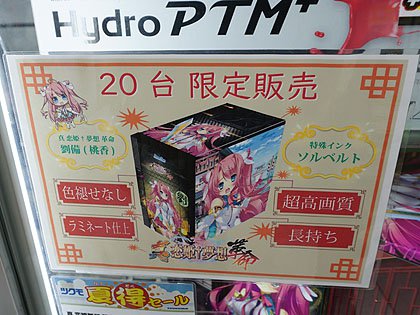 Hydro PTM+
20台 限定販売
真 恋姫†夢想 革命
劉備(桃香)
特殊インク
ソルベルト
色褪せなし
超高画質
ラミネート仕上
長持ち
真 恋姫†夢想 革命
ツクモ 夏得セール